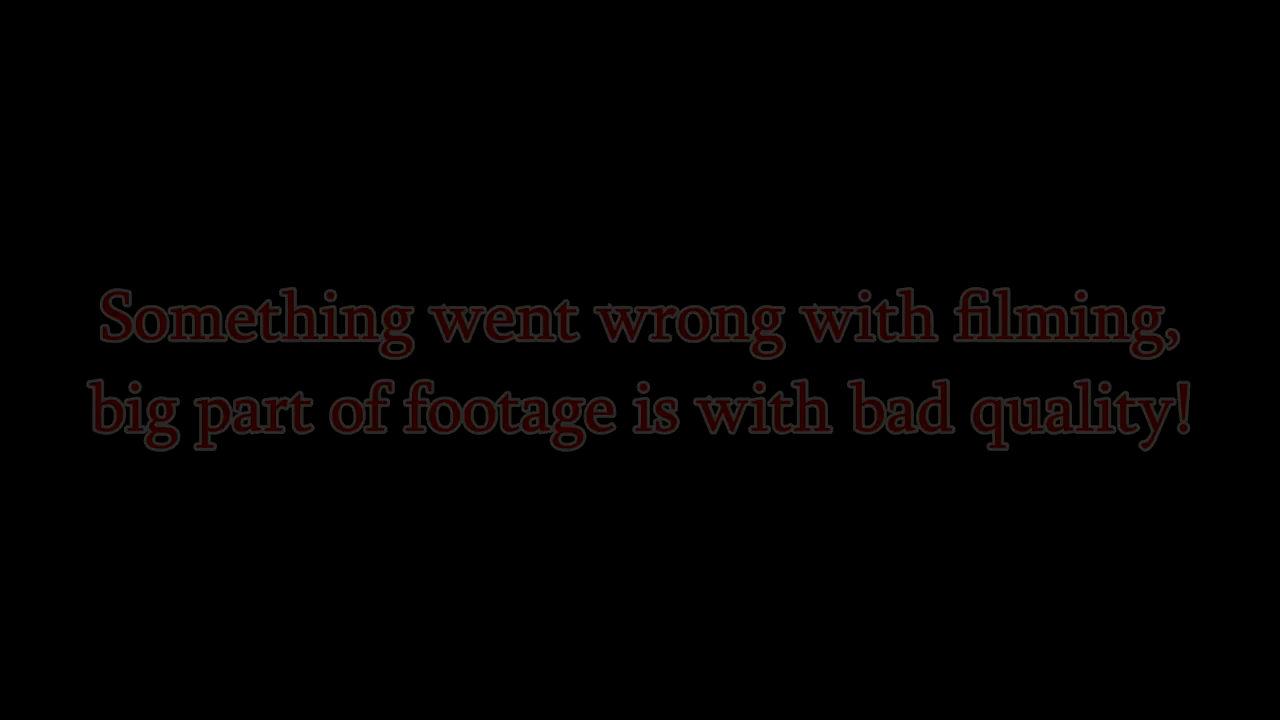 Something went wrong with filming,
big part of footage is with bad quality!